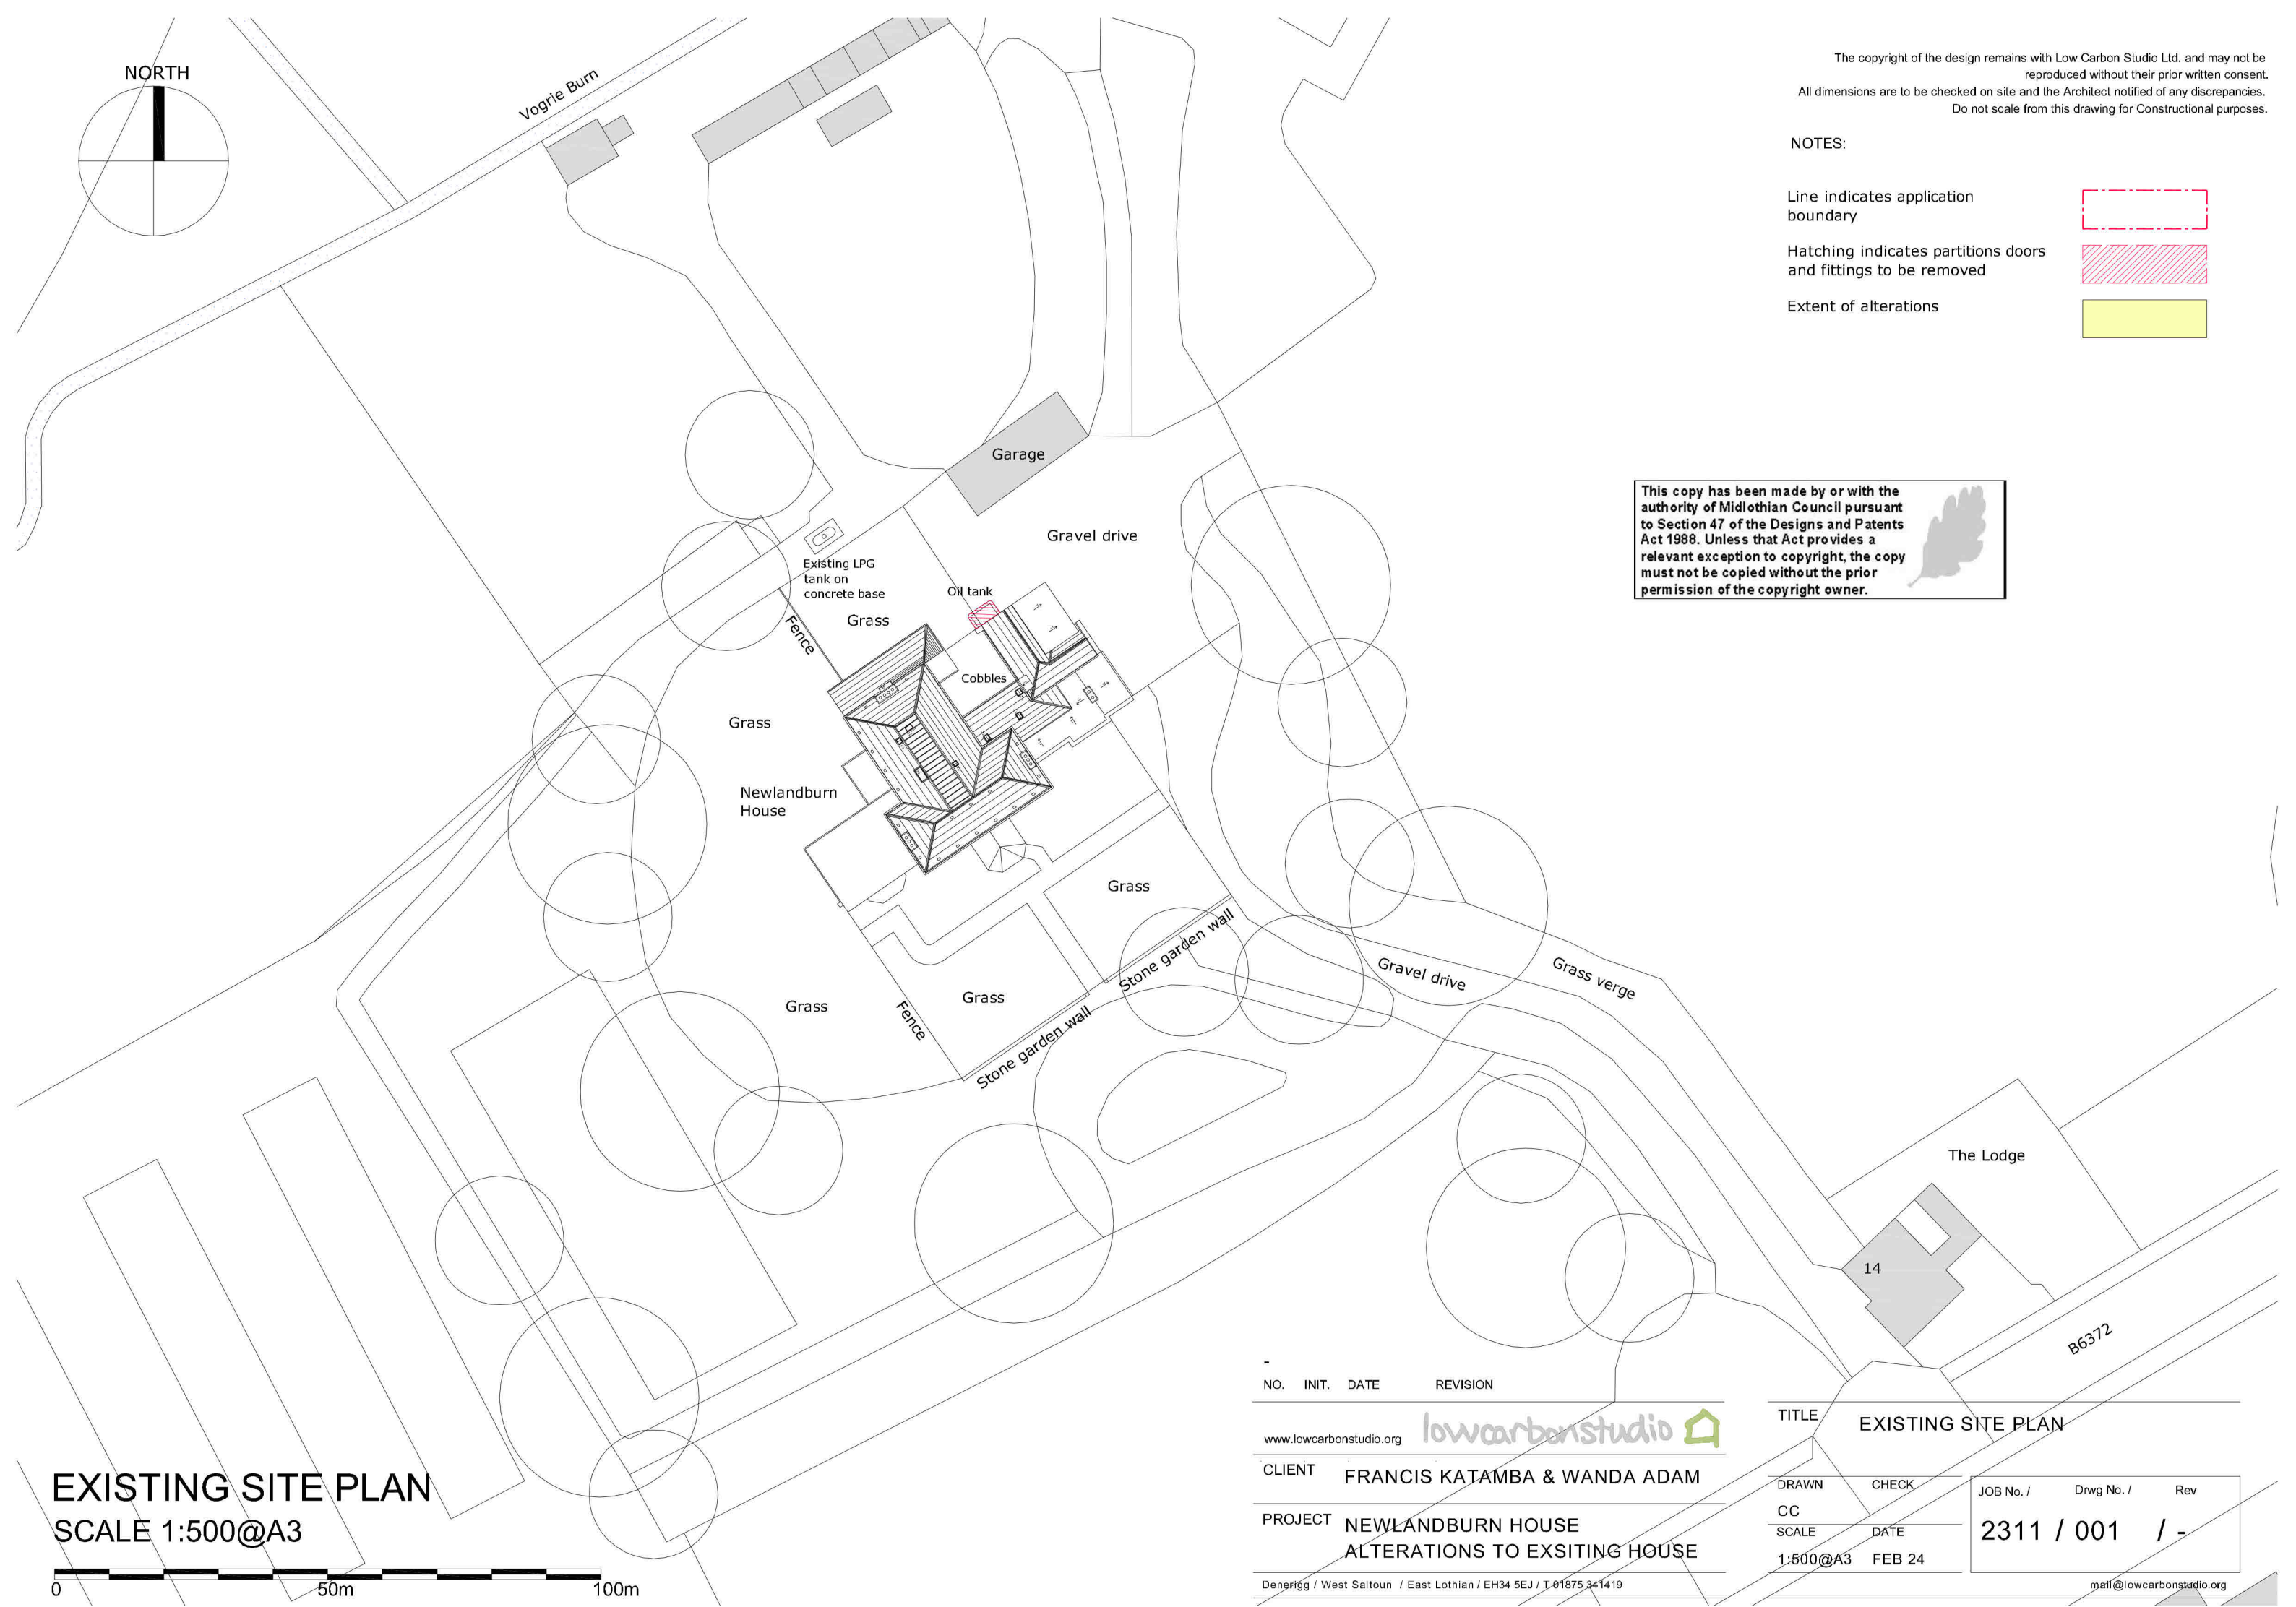 NORTH
Vogrie Burn
The copyright of the design remains with Low Carbon Studio Ltd. and may not be
reproduced without their prior written consent.
All dimensions are to be checked on site and the Architect notified of any discrepancies.
Do not scale from this drawing for Constructional purposes.
NOTES:
Line indicates application
boundary
Hatching indicates partitions doors
and fittings to be removed
Extent of alterations
This copy has been made by or with the
authority of Midlothian Council pursuant
to Section 47 of the Designs and Patents
Act 1988. Unless that Act provides a
relevant exception to copyright, the copy
must not be copied without the prior
permission of the copyright owner.
Garage
Gravel drive
Existing LPG
tank on
concrete base
Oil tank
Grass
Fence
Cobbles
Grass
Newlandburn
House
Grass
Stone garden wall
Gravel drive
Grass verge
Grass
Grass
Fence
Stone garden wall
The Lodge
14
B6372
-
NO. INIT. DATE REVISION
www.lowcarbonstudio.org
lowcarbonstudio
CLIENT
FRANCIS KATAMBA & WANDA ADAM
PROJECT
NEWLANDBURN HOUSE
ALTERATIONS TO EXSITING HOUSE
Denerigg / West Saltoun / East Lothian / EH34 5EJ / T 01875 341419
TITLE
EXISTING SITE PLAN
DRAWN CHECK
CC
SCALE DATE
1:500@A3 FEB 24
JOB No. / Drwg No. / Rev
2311 / 001 / -
mail@lowcarbonstudio.org
EXISTING SITE PLAN
SCALE 1:500@A3
0 50m 100m